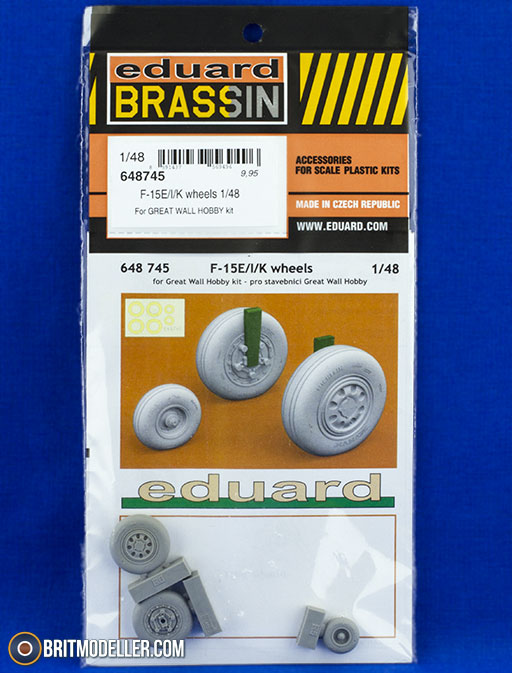 eduard
BRASSIN
1/48
648745
9,95
F-15E/I/K wheels 1/48
For GREAT WALL HOBBY kit
ACCESSORIES
FOR SCALE PLASTIC KITS
MADE IN CZECH REPUBLIC
WWW.EDUARD.COM
648 745 F-15E/I/K wheels 1/48
for Great Wall Hobby kit - pro stavebnici Great Wall Hobby
eduard
BRITMODELLER.COM